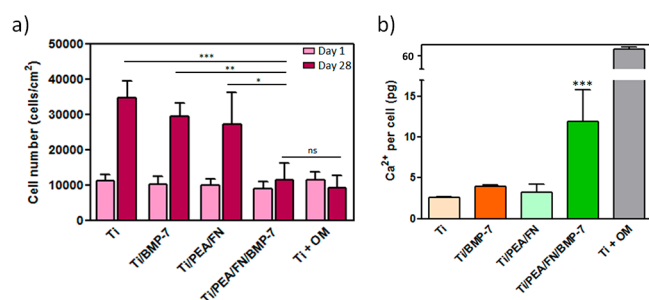 a)
Cell number (cells/cm²)
50000
40000
30000
20000
10000
0
***
**
*
ns
Day 1
Day 28
Ti
Ti/BMP-7
Ti/PEA/FN
Ti/PEA/FN/BMP-7
Ti + OM
b)
Ca²⁺ per cell (pg)
60
15
10
5
0
***
Ti
Ti/BMP-7
Ti/PEA/FN
Ti/PEA/FN/BMP-7
Ti + OM